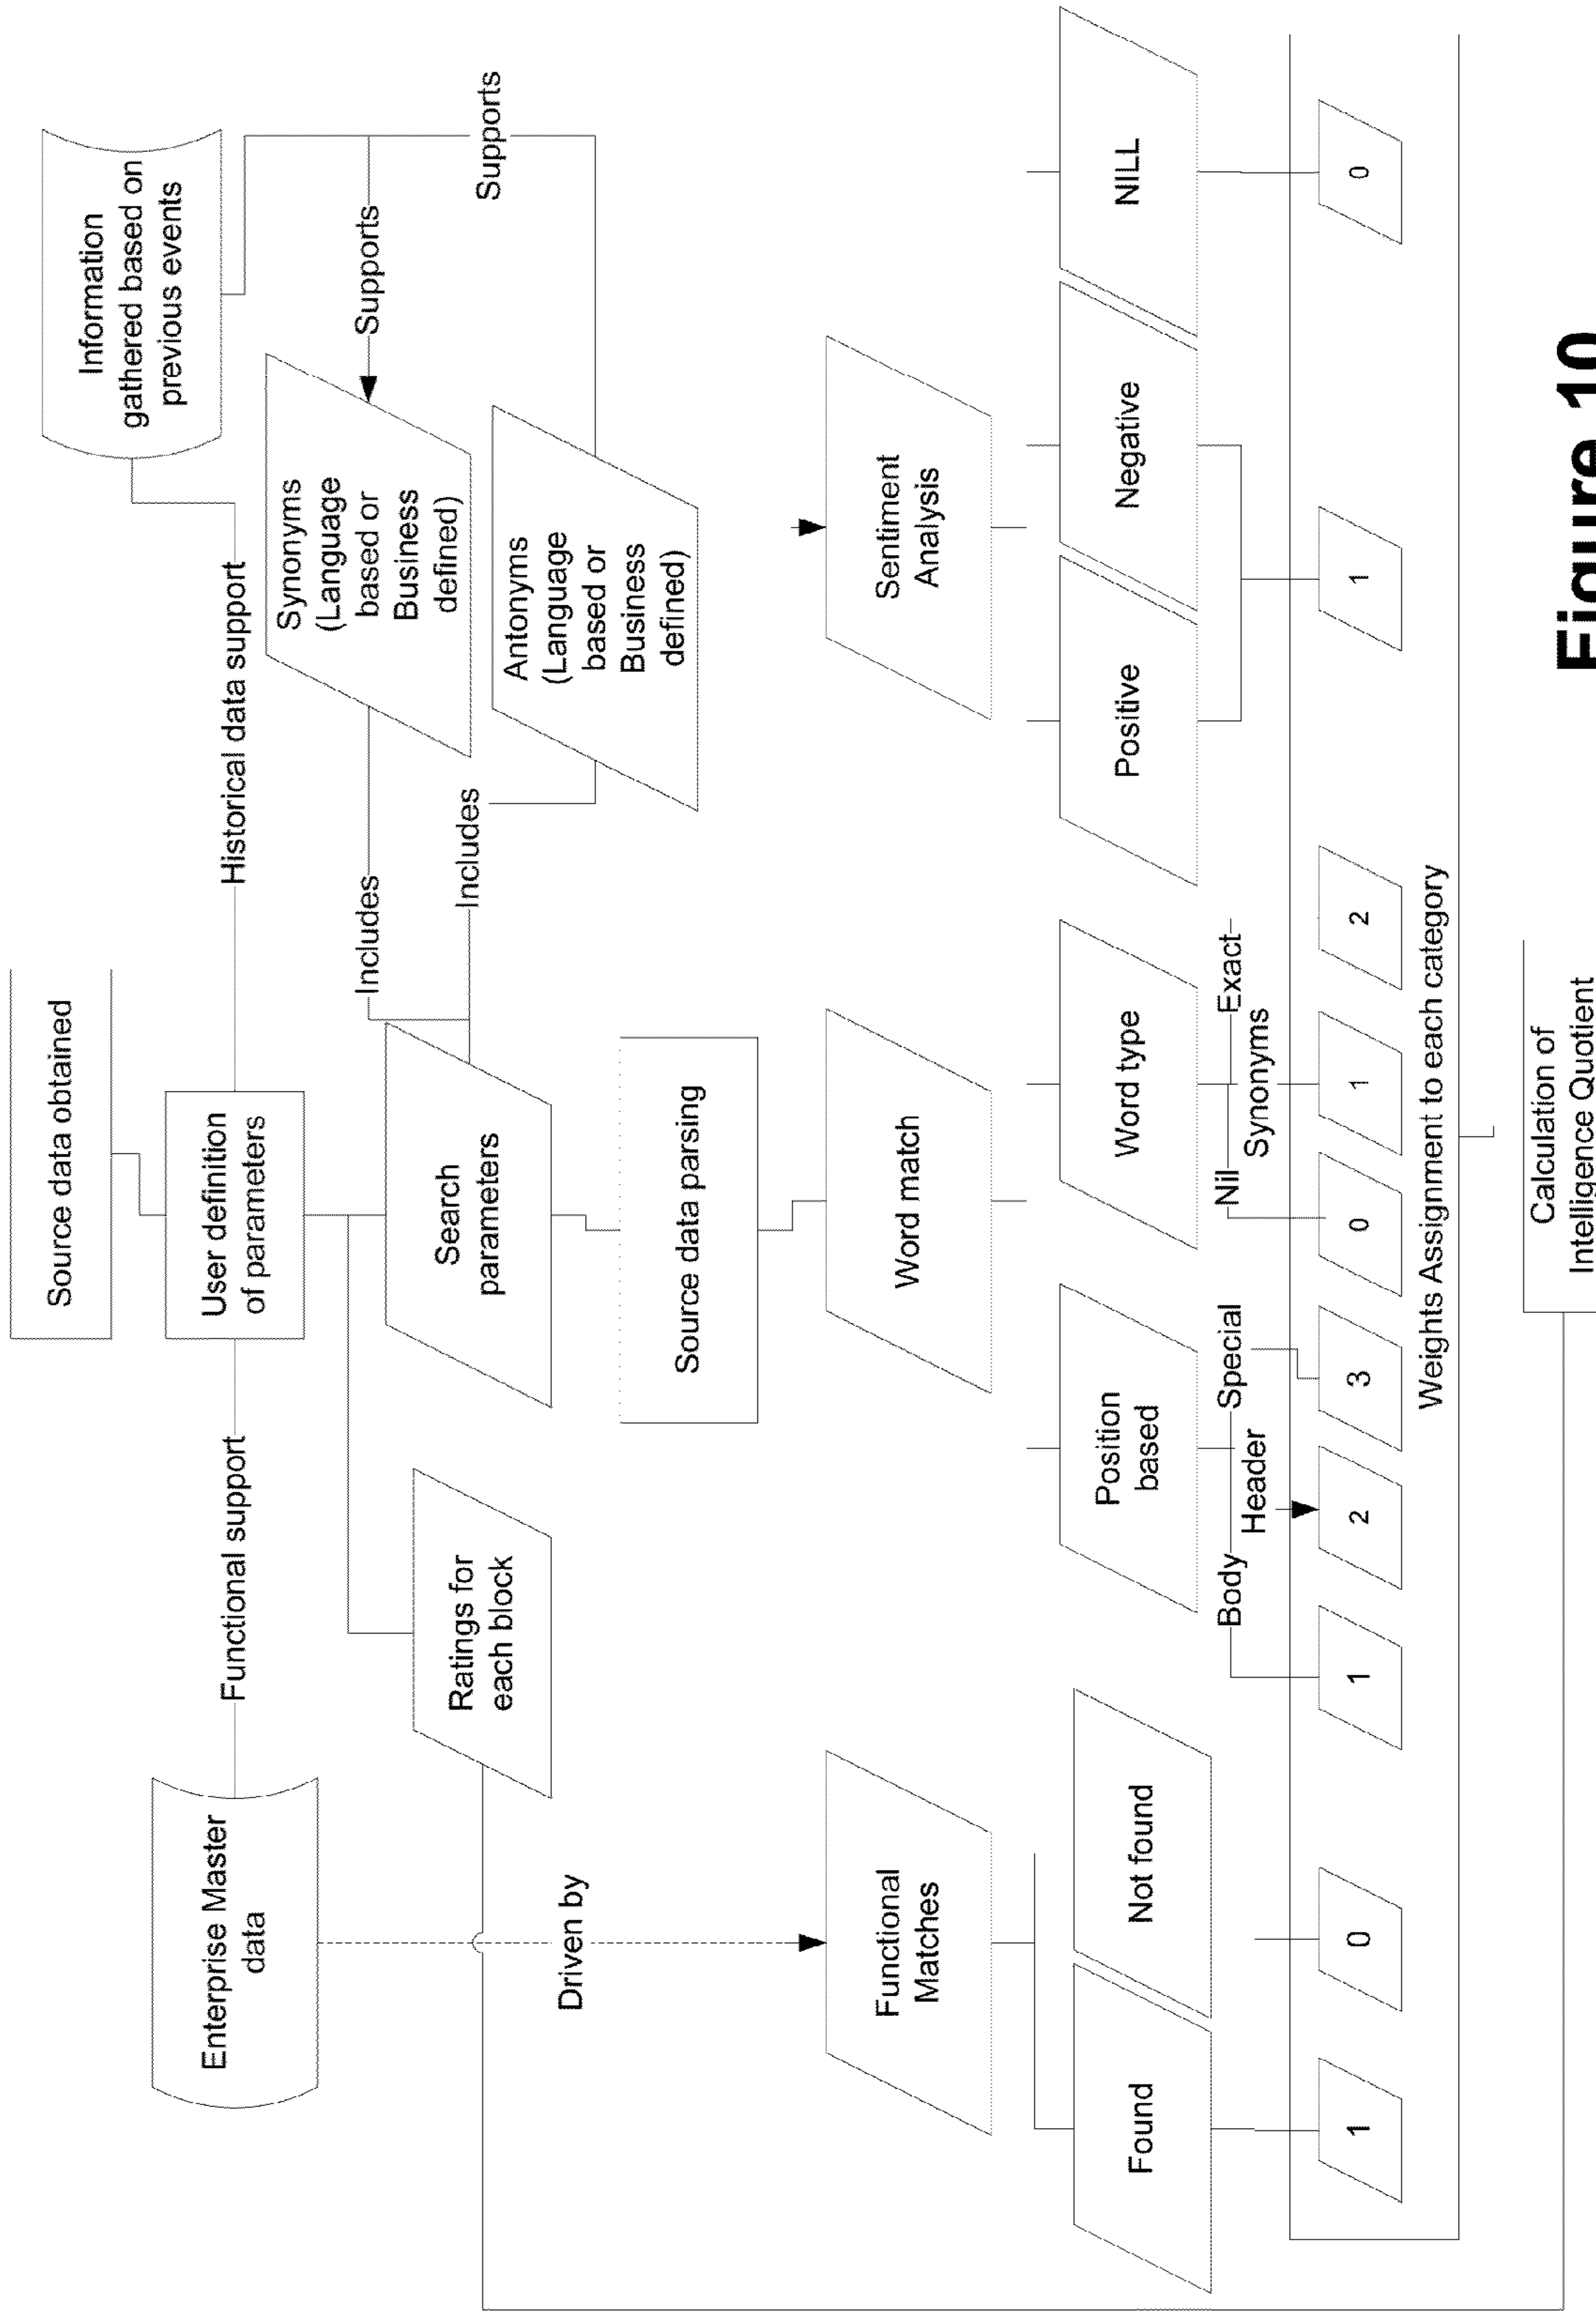 Source data obtained
Enterprise Master
data
Functional support
User definition
of parameters
Historical data support
Information
gathered based on
previous events
Ratings for
each block
Search
parameters
Includes
Includes
Synonyms
(Language
based or
Business
defined)
Supports
Supports
Antonyms
(Language
based or
Business
defined)
Driven by
Source data parsing
Functional
Matches
Word match
Sentiment
Analysis
Found
Not found
Position
based
Word type
Positive
Negative
NILL
Body
Header
Special
Nil
Synonyms
Exact
1
0
1
2
3
0
1
2
1
0
Weights Assignment to each category
Calculation of
Intelligence Quotient
Figure 10